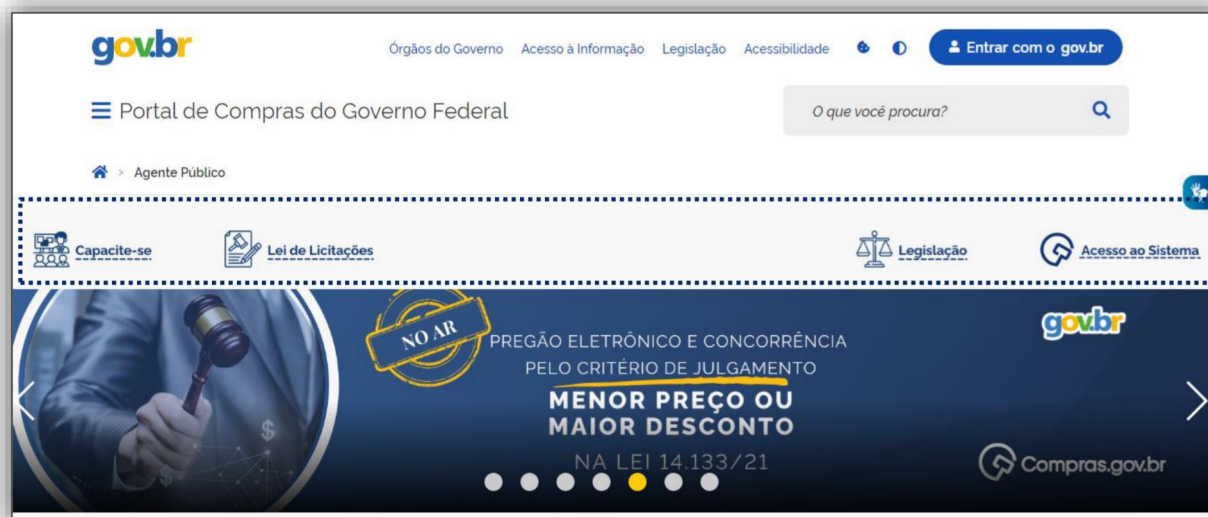 gov.br
Órgãos do Governo Acesso à Informação Legislação Acessibilidade Entrar com o gov.br
Portal de Compras do Governo Federal
O que você procura?
> Agente Público
Capacite-se Lei de Licitações Legislação Acesso ao Sistema
NO AR
gov.br
PREGÃO ELETRÔNICO E CONCORRÊNCIA
PELO CRITÉRIO DE JULGAMENTO
MENOR PREÇO OU
MAIOR DESCONTO
NA LEI 14.133/21
Compras.gov.br